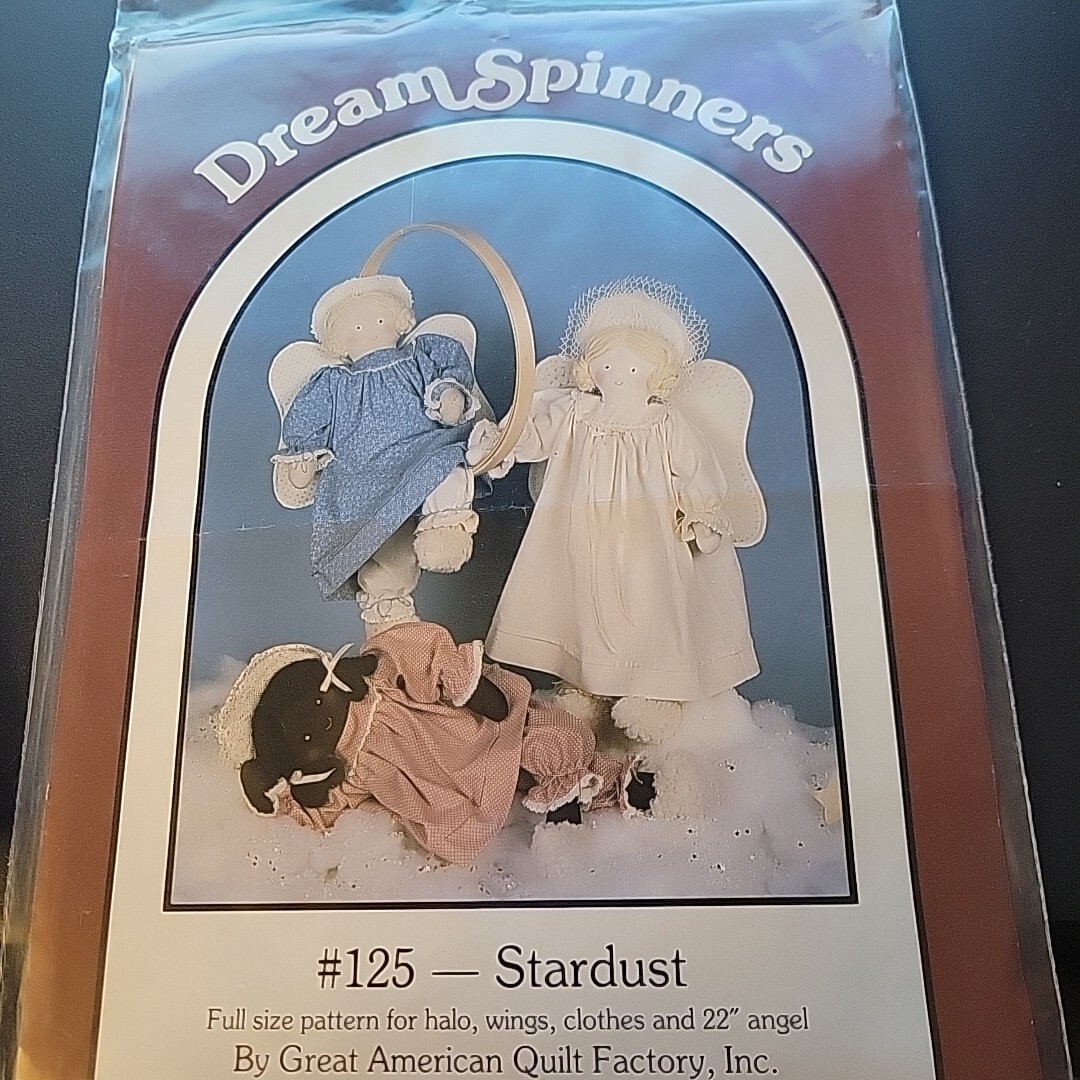 Dream Spinners
#125 — Stardust
Full size pattern for halo, wings, clothes and 22″ angel
By Great American Quilt Factory, Inc.